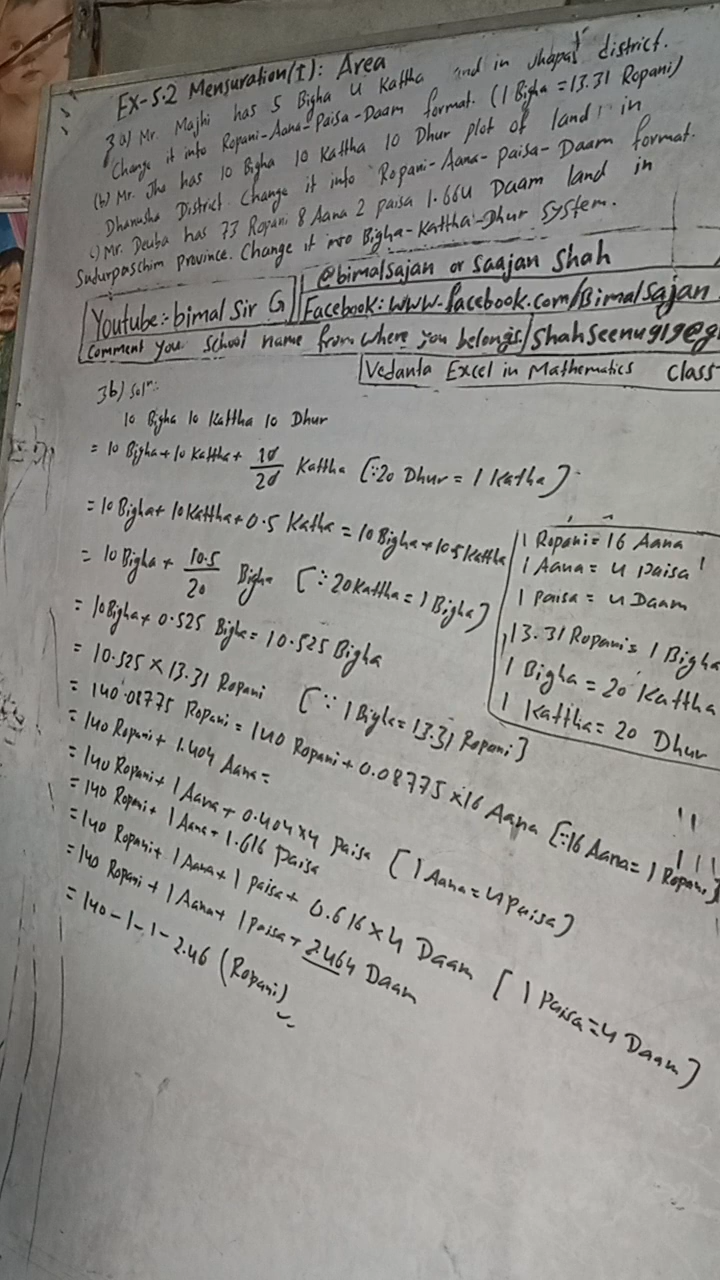 Ex-5.2 Mensuration(I): Area
3 a) Mr. Majhi has 5 Bigha 4 Kattha land in Jhapa district.
Change it into Ropani-Aana-Paisa-Daam format. (1 Bigha = 13.31 Ropani)
(b) Mr. Jha has 10 Bigha 10 Kattha 10 Dhur plot of land in
Dhanusha District. Change it into Ropani-Aana-Paisa-Daam format.
c) Mr. Deuba has 73 Ropani 8 Aana 2 paisa 1.664 Daam land in
Sudurpaschim province. Change it into Bigha-Kattha-Dhur system.
Youtube:- bimal Sir G
@bimalsajan or Saajan Shah
Facebook: www.facebook.com/Bimalsajan
Comment you school name from where you belongs/Shahseenu919@g
Vedanta Excel in Mathematics Class
3b) Soln:
10 Bigha 10 Kattha 10 Dhur
= 10 Bigha + 10 Kattha + 10/20 Kattha [∵ 20 Dhur = 1 Katha]
= 10 Bigha + 10 Kattha + 0.5 Katha = 10 Bigha + 10.5 Kattha
= 10 Bigha + 10.5/20 Bigha [∵ 20 Kattha = 1 Bigha]
= 10 Bigha + 0.525 Bigha = 10.525 Bigha
= 10.525 × 13.31 Ropani [∵ 1 Bigha = 13.31 Ropani]
= 140.08775 Ropani = 140 Ropani + 0.08775 × 16 Aana [∵ 16 Aana = 1 Ropani]
= 140 Ropani + 1.404 Aana =
= 140 Ropani + 1 Aana + 0.404 × 4 Paisa [1 Aana = 4 Paisa]
= 140 Ropani + 1 Aana + 1.616 Paisa
= 140 Ropani + 1 Aana + 1 Paisa + 0.616 × 4 Daam [1 Paisa = 4 Daam]
= 140 Ropani + 1 Aana + 1 Paisa + 2.464 Daam
= 140-1-1-2.46 (Ropani)
1 Ropani = 16 Aana
1 Aana = 4 Paisa
1 Paisa = 4 Daam
13.31 Ropani = 1 Bigha
1 Bigha = 20 Kattha
1 Kattha = 20 Dhur